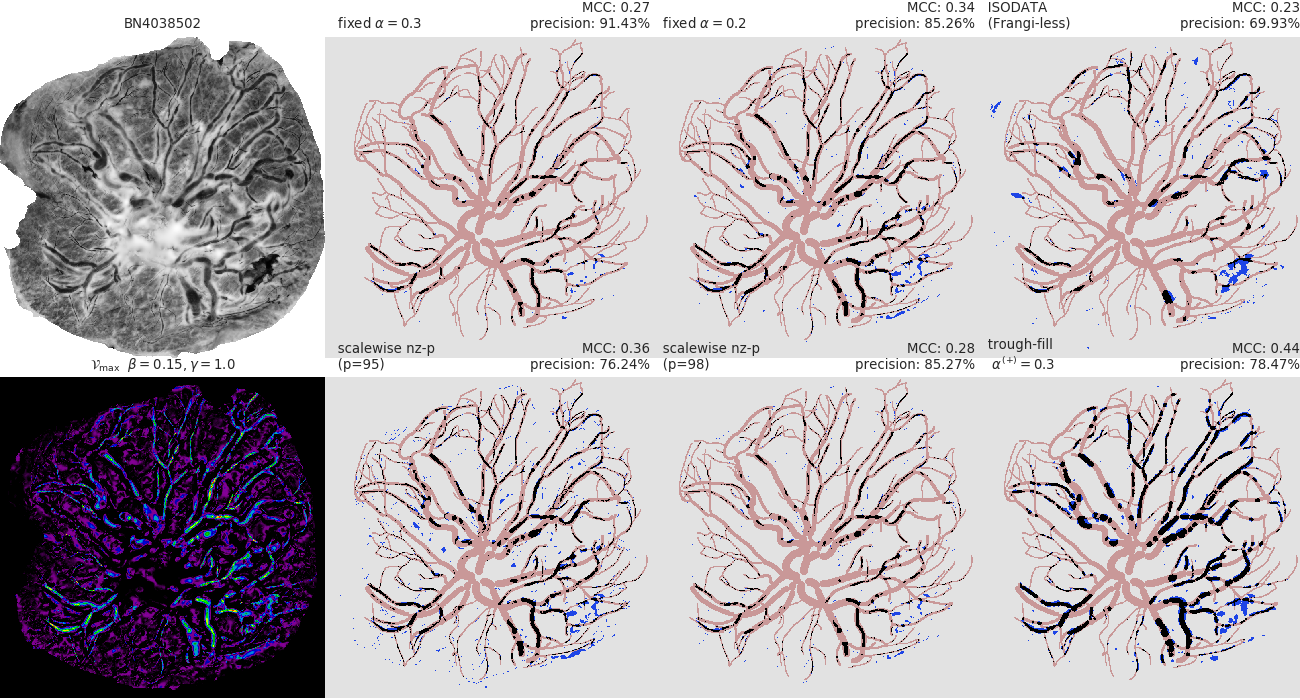 BN4038502
fixed α = 0.3
MCC: 0.27
precision: 91.43%
fixed α = 0.2
MCC: 0.34
precision: 85.26%
ISODATA
(Frangi-less)
MCC: 0.23
precision: 69.93%
𝒱max β = 0.15, γ = 1.0
scalewise nz-p
(p=95)
MCC: 0.36
precision: 76.24%
scalewise nz-p
(p=98)
MCC: 0.28
precision: 85.27%
trough-fill
α(+) = 0.3
MCC: 0.44
precision: 78.47%